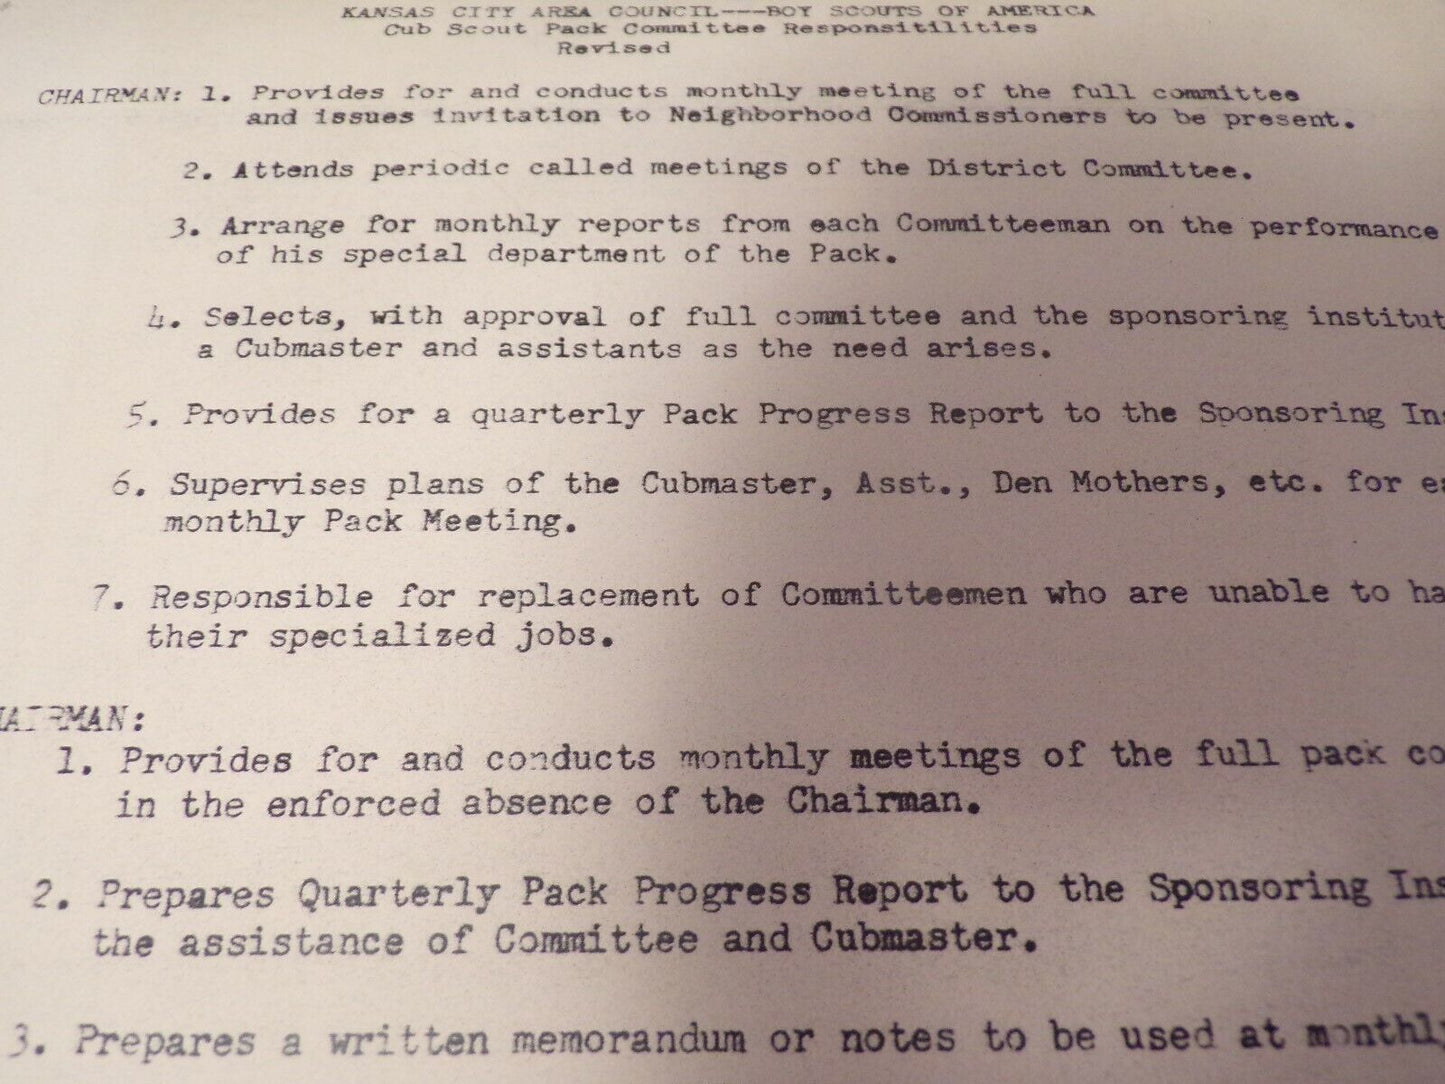 KANSAS CITY AREA COUNCIL---BOY SCOUTS OF AMERICA
Cub Scout Pack Committee Responsitilities
Revised
CHAIRMAN: 1. Provides for and conducts monthly meeting of the full committee
and issues invitation to Neighborhood Commissioners to be present.
2. Attends periodic called meetings of the District Committee.
3. Arrange for monthly reports from each Committeeman on the performance
of his special department of the Pack.
4. Selects, with approval of full committee and the sponsoring institut
a Cubmaster and assistants as the need arises.
5. Provides for a quarterly Pack Progress Report to the Sponsoring Ins
6. Supervises plans of the Cubmaster, Asst., Den Mothers, etc. for ea
monthly Pack Meeting.
7. Responsible for replacement of Committeemen who are unable to ha
their specialized jobs.
HAIRMAN:
1. Provides for and conducts monthly meetings of the full pack co
in the enforced absence of the Chairman.
2. Prepares Quarterly Pack Progress Report to the Sponsoring Ins
the assistance of Committee and Cubmaster.
3. Prepares a written memorandum or notes to be used at monthly